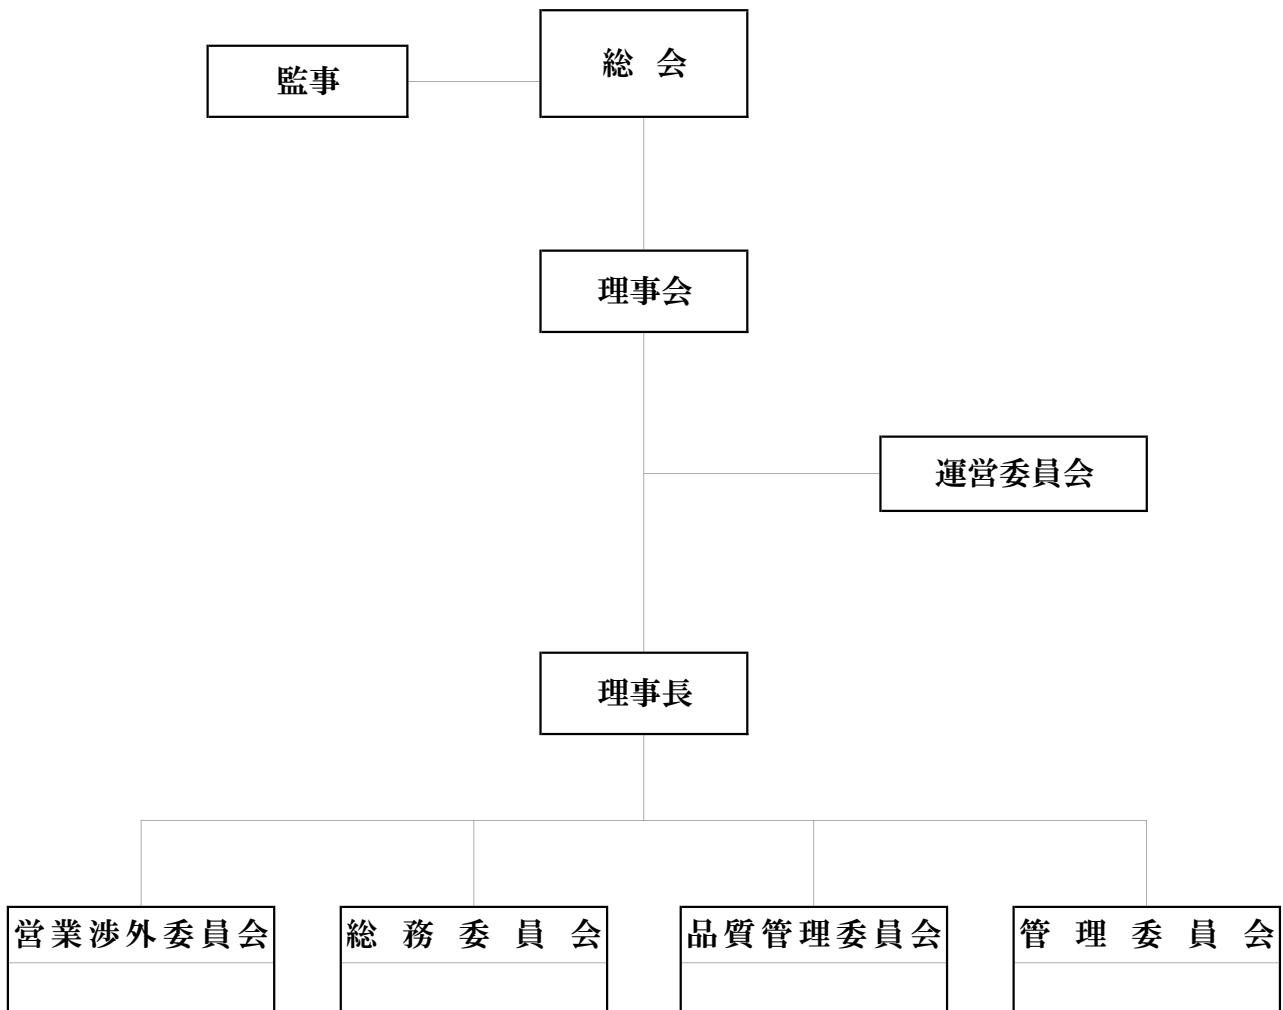 総 会
監事
理事会
運営委員会
理事長
営業渉外委員会
総務委員会
品質管理委員会
管理委員会